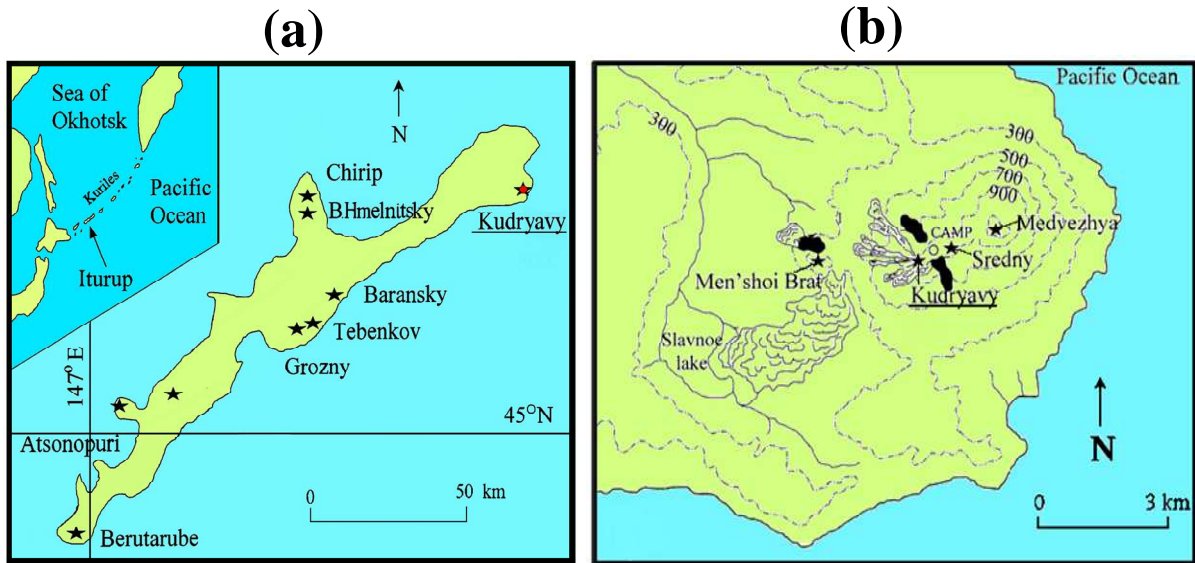 (a)
Sea of
Okhotsk
Kuriles
Pacific
Ocean
Iturup
N
Chirip
BHmelnitsky
Kudryavy
Baransky
Tebenkov
Grozny
147° E
45°N
Atsonopuri
0 50 km
Berutarube
(b)
Pacific Ocean
300
300
500
700
900
CAMP
Medvezhya
Sredny
Men'shoi Brat
Kudryavy
Slavnoe
lake
N
0 3 km